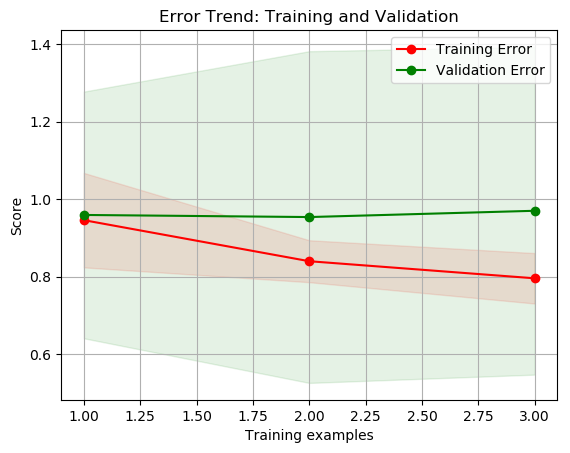 Error Trend: Training and Validation
Training Error
Validation Error
Score
1.4
1.2
1.0
0.8
0.6
1.00
1.25
1.50
1.75
2.00
2.25
2.50
2.75
3.00
Training examples